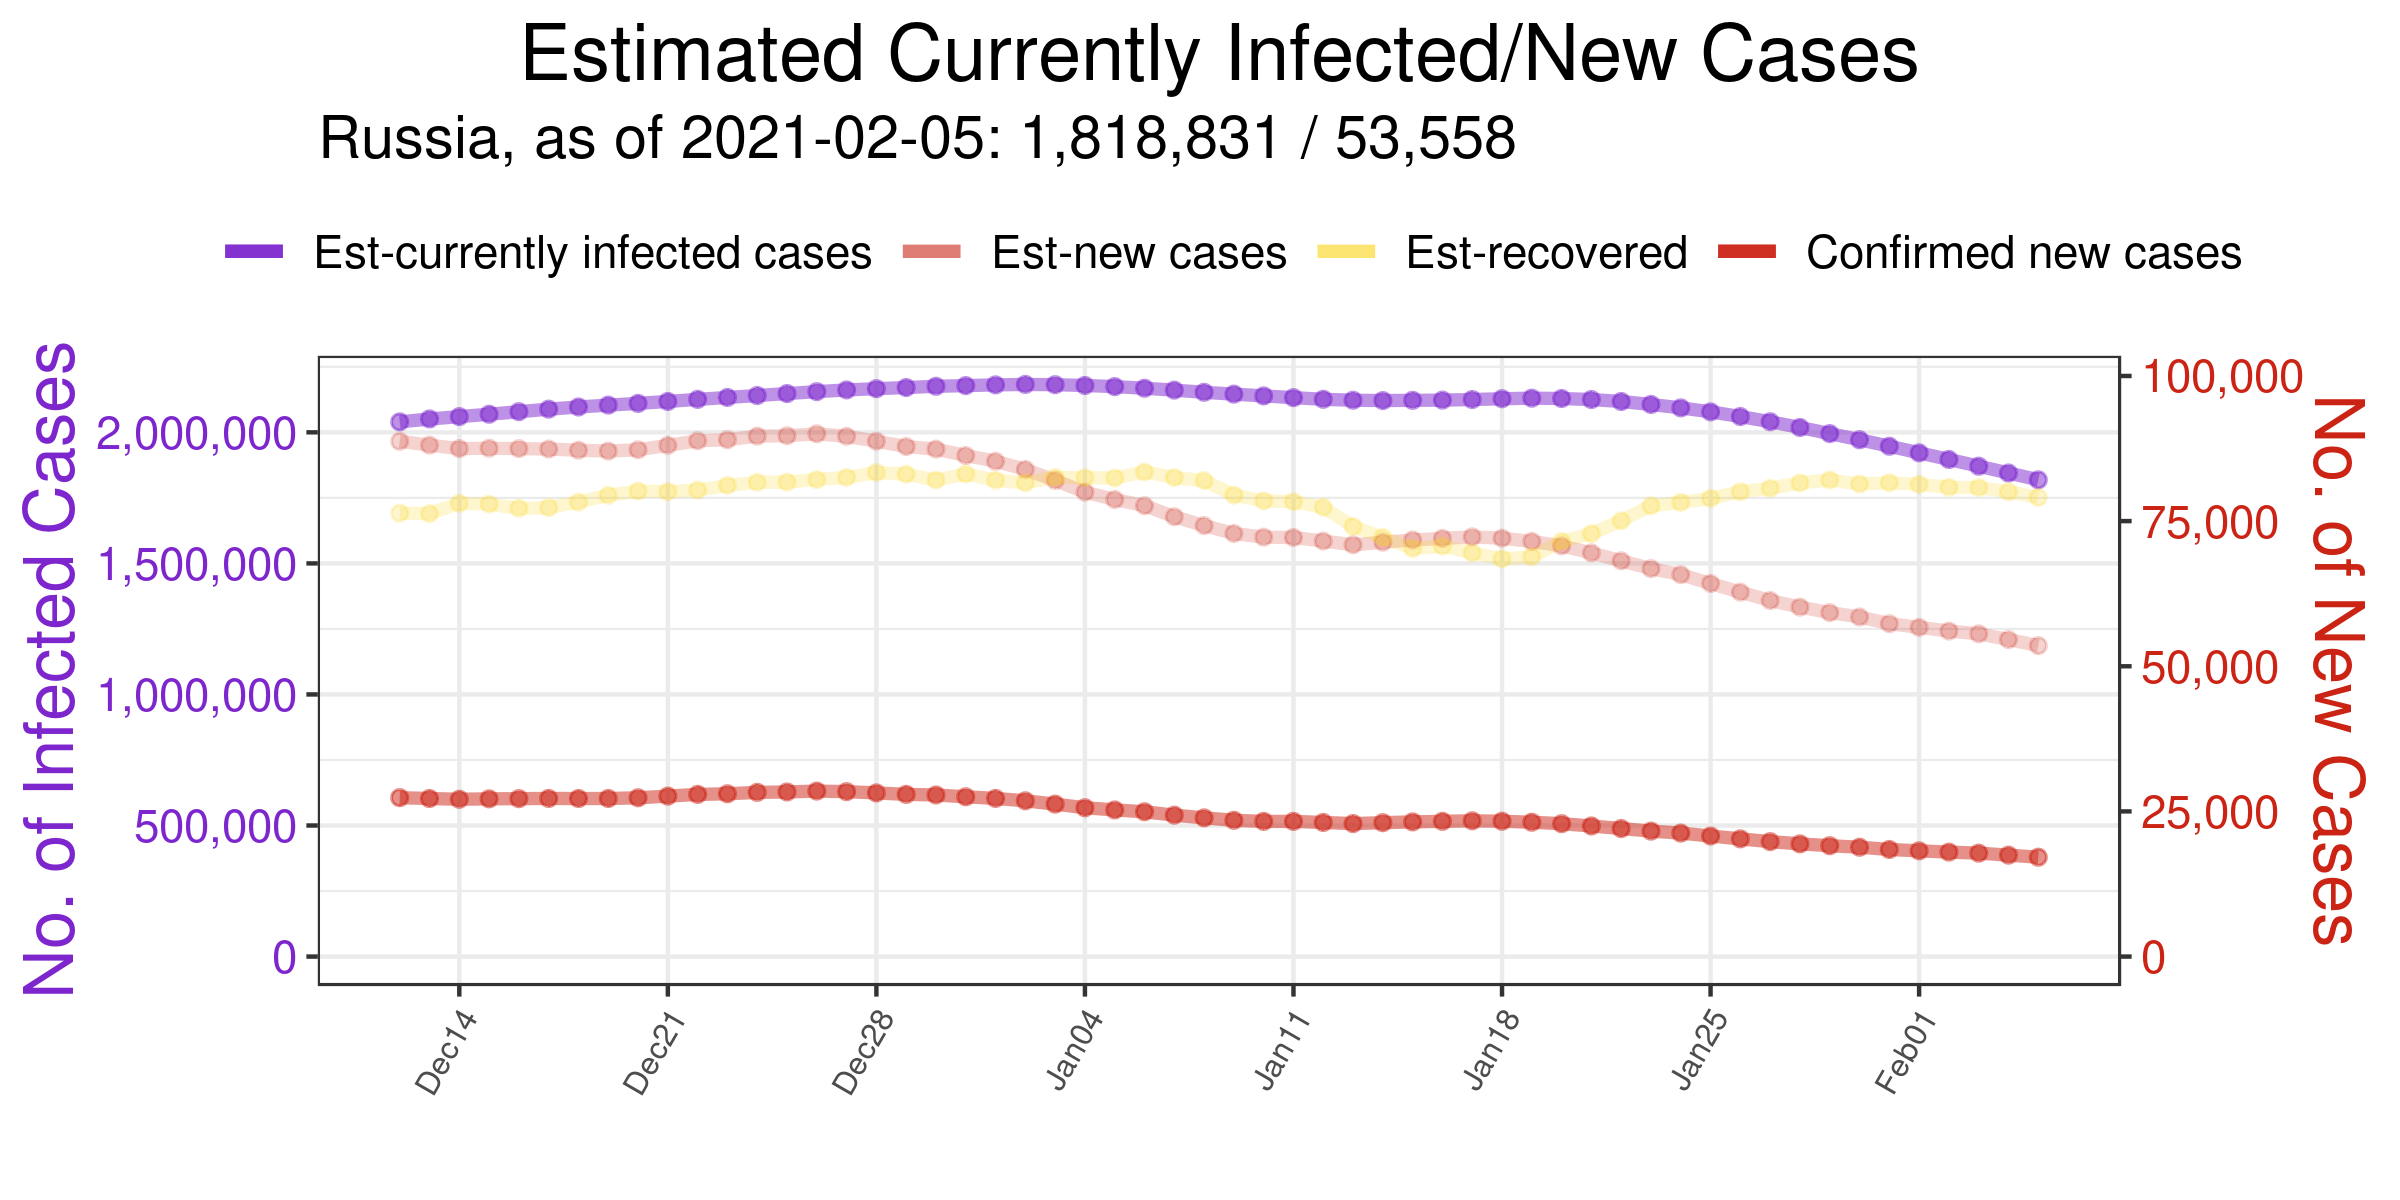 Estimated Currently Infected/New Cases
Russia, as of 2021-02-05: 1,818,831 / 53,558
Est-currently infected cases Est-new cases Est-recovered Confirmed new cases
No. of Infected Cases
2,000,000
1,500,000
1,000,000
500,000
0
100,000
75,000
50,000
25,000
0
No. of New Cases
Dec14 Dec21 Dec28 Jan04 Jan11 Jan18 Jan25 Feb01